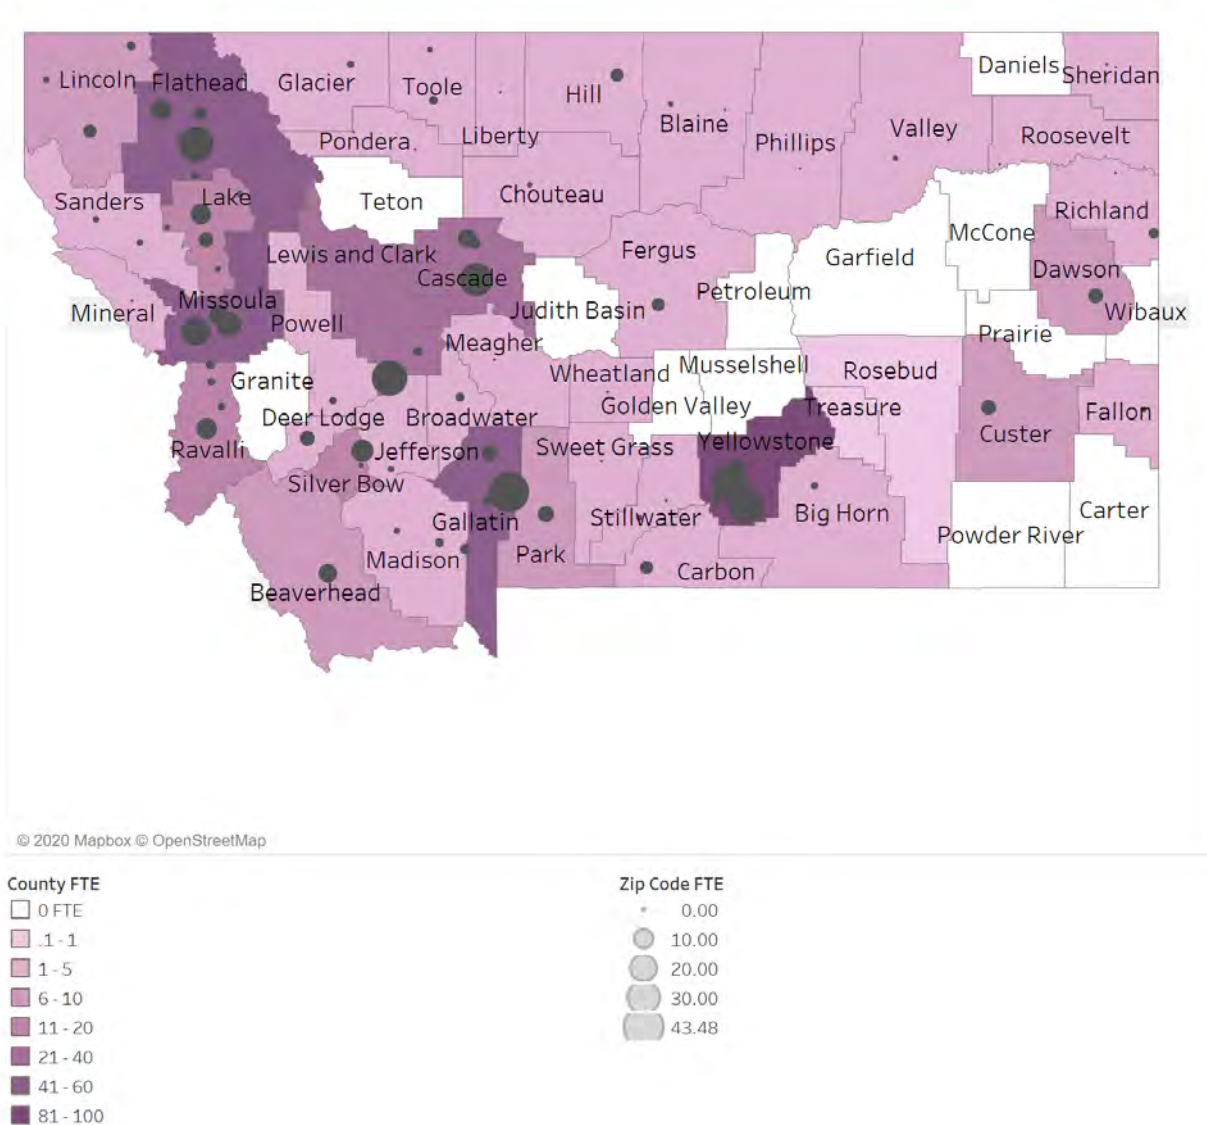 Daniels
Sheridan
Lincoln
Flathead
Glacier
Toole
Hill
Blaine
Phillips
Valley
Roosevelt
Pondera
Liberty
Sanders
Lake
Teton
Chouteau
Richland
McCone
Lewis and Clark
Cascade
Fergus
Garfield
Dawson
Mineral
Missoula
Powell
Judith Basin
Petroleum
Wibaux
Meagher
Prairie
Granite
Wheatland
Musselshell
Rosebud
Deer Lodge
Broadwater
Golden Valley
Treasure
Fallon
Ravalli
Jefferson
Sweet Grass
Yellowstone
Custer
Silver Bow
Gallatin
Stillwater
Big Horn
Carter
Madison
Park
Powder River
Beaverhead
Carbon
© 2020 Mapbox © OpenStreetMap
County FTE
0 FTE
.1 - 1
1 - 5
6 - 10
11 - 20
21 - 40
41 - 60
81 - 100
Zip Code FTE
0.00
10.00
20.00
30.00
43.48